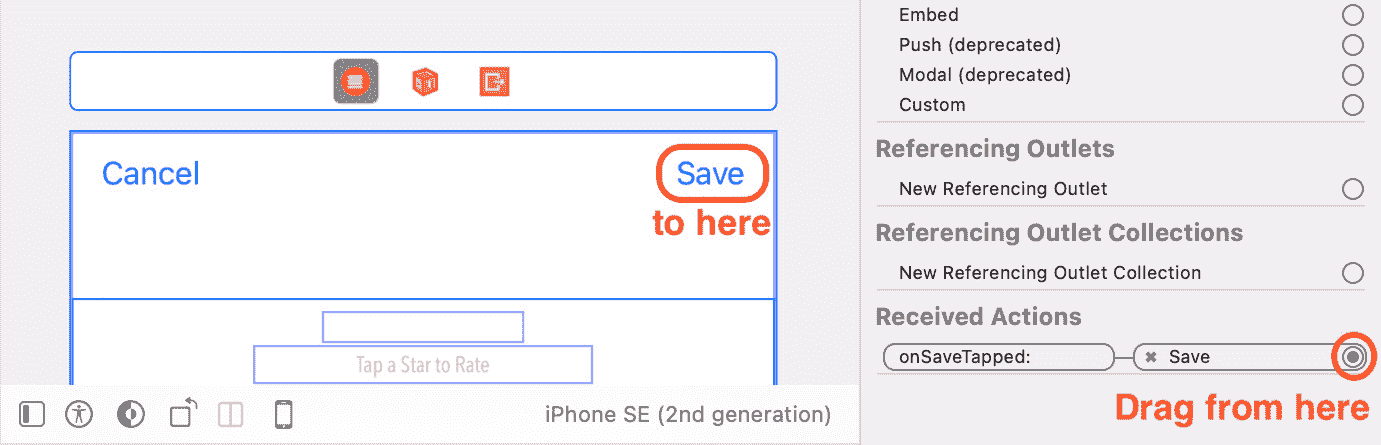 Cancel
Save
to here
Tap a Star to Rate
iPhone SE (2nd generation)
Embed
Push (deprecated)
Modal (deprecated)
Custom
Referencing Outlets
New Referencing Outlet
Referencing Outlet Collections
New Referencing Outlet Collection
Received Actions
onSaveTapped:
Save
Drag from here